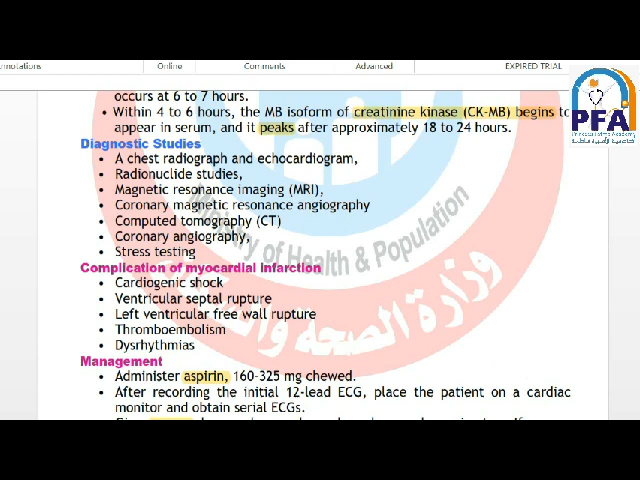 nnotations Online Comments Advanced EXPIRED TRIAL
occurs at 6 to 7 hours.
• Within 4 to 6 hours, the MB isoform of creatinine kinase (CK-MB) begins to
appear in serum, and it peaks after approximately 18 to 24 hours.
PFA
Diagnostic Studies
• A chest radiograph and echocardiogram,
• Radionuclide studies,
• Magnetic resonance imaging (MRI),
• Coronary magnetic resonance angiography
• Computed tomography (CT)
• Coronary angiography,
• Stress testing
Ministry of Health & Population
وزارة الصحة والسكان
Complication of myocardial infarction
• Cardiogenic shock
• Ventricular septal rupture
• Left ventricular free wall rupture
• Thromboembolism
• Dysrhythmias
Management
• Administer aspirin, 160-325 mg chewed.
• After recording the initial 12-lead ECG, place the patient on a cardiac
monitor and obtain serial ECGs.